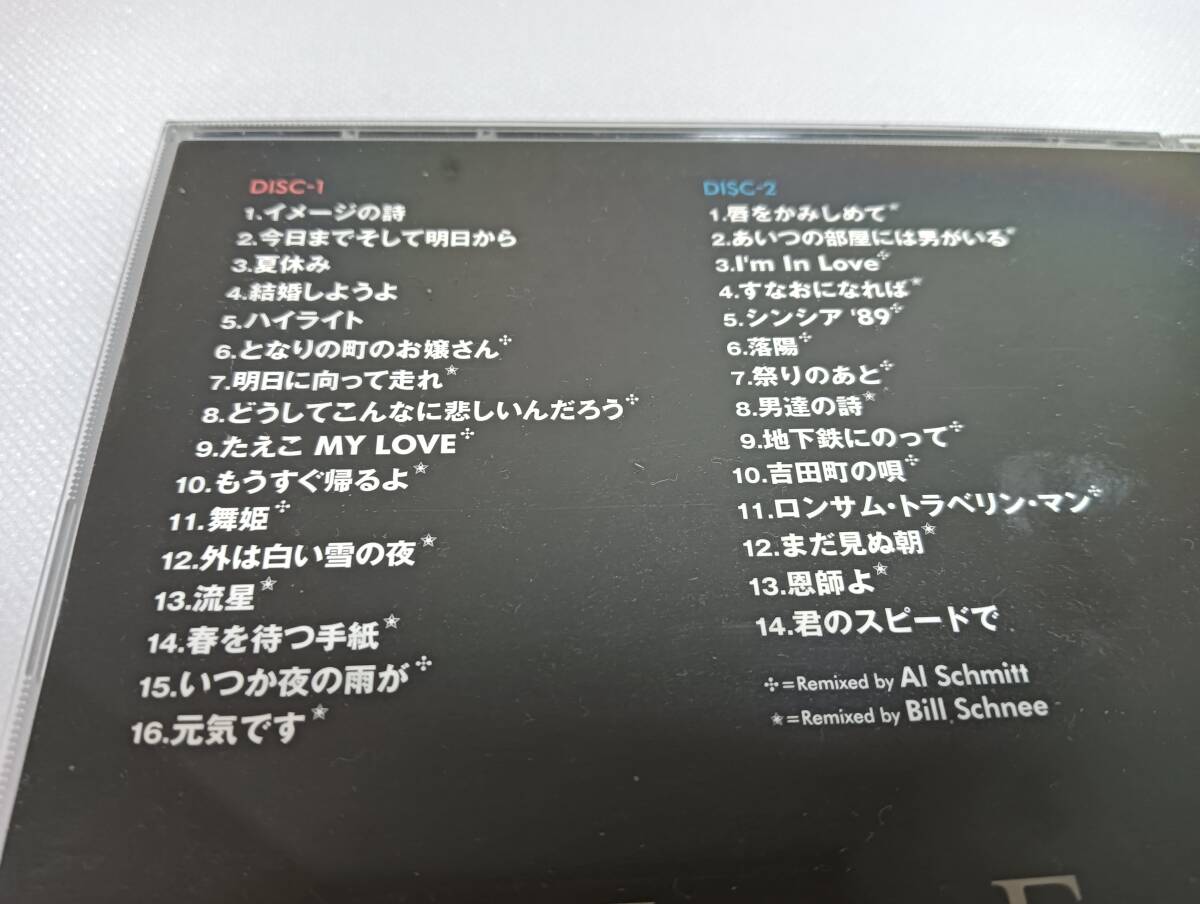 DISC-1
1.イメージの詩
2.今日までそして明日から
3.夏休み
4.結婚しようよ
5.ハイライト
6.となりの町のお嬢さん✣
7.明日に向って走れ✬
8.どうしてこんなに悲しいんだろう✣
9.たえこ MY LOVE✣
10.もうすぐ帰るよ✬
11.舞姫✣
12.外は白い雪の夜✬
13.流星✬
14.春を待つ手紙✬
15.いつか夜の雨が✣
16.元気です✬
DISC-2
1.唇をかみしめて✬
2.あいつの部屋には男がいる✬
3.I'm In Love✣
4.すなおになれば✬
5.シンシア '89✣
6.落陽✣
7.祭りのあと✣
8.男達の詩✬
9.地下鉄にのって✣
10.吉田町の唄✣
11.ロンサム・トラベリン・マン✣
12.まだ見ぬ朝✬
13.恩師よ✬
14.君のスピードで
✣=Remixed by Al Schmitt
✬=Remixed by Bill Schnee